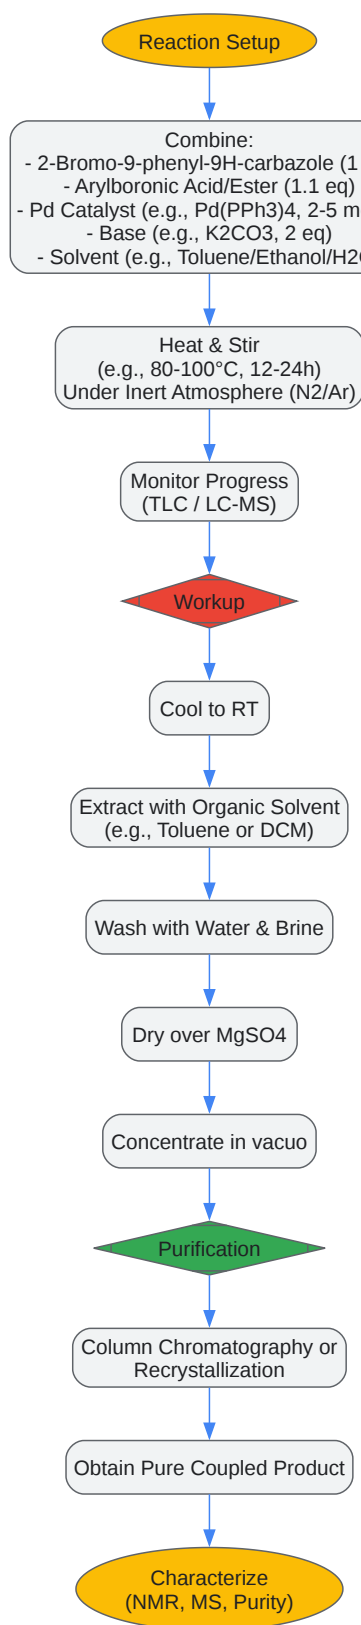 Reaction Setup
Combine:
- 2-Bromo-9-phenyl-9H-carbazole (1
- Arylboronic Acid/Ester (1.1 eq)
- Pd Catalyst (e.g., Pd(PPh3)4, 2-5 m
- Base (e.g., K2CO3, 2 eq)
- Solvent (e.g., Toluene/Ethanol/H2
Heat & Stir
(e.g., 80-100°C, 12-24h)
Under Inert Atmosphere (N2/Ar)
Monitor Progress
(TLC / LC-MS)
Workup
Cool to RT
Extract with Organic Solvent
(e.g., Toluene or DCM)
Wash with Water & Brine
Dry over MgSO4
Concentrate in vacuo
Purification
Column Chromatography or
Recrystallization
Obtain Pure Coupled Product
Characterize
(NMR, MS, Purity)